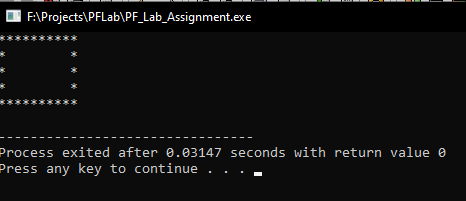 F:\Projects\PFLab\PF_Lab_Assignment.exe
**********
*        *
*        *
*        *
**********
--------------------------------
Process exited after 0.03147 seconds with return value 0
Press any key to continue . . .